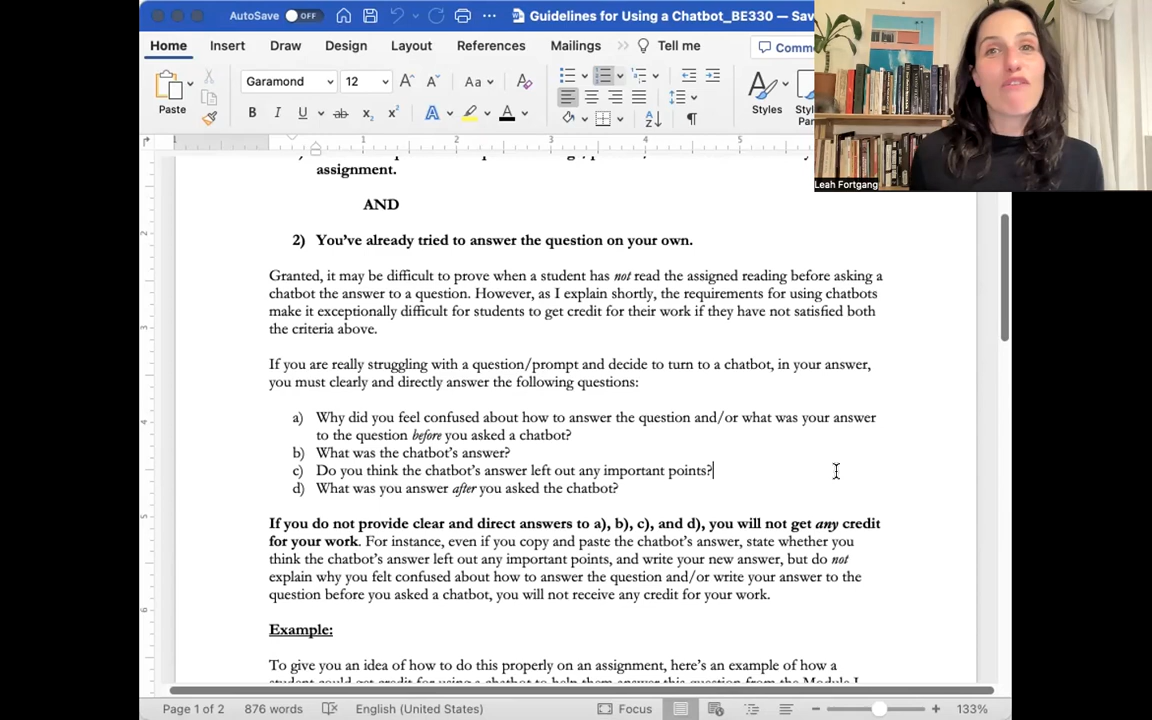 AutoSave OFF
Guidelines for Using a Chatbot_BE330 — Sav
Home Insert Draw Design Layout References Mailings Tell me Comme
Paste Garamond 12 Styles
1 1 2 3 4 5
assignment.
AND
2) You've already tried to answer the question on your own.
Granted, it may be difficult to prove when a student has not read the assigned reading before asking a
chatbot the answer to a question. However, as I explain shortly, the requirements for using chatbots
make it exceptionally difficult for students to get credit for their work if they have not satisfied both
the criteria above.
If you are really struggling with a question/prompt and decide to turn to a chatbot, in your answer,
you must clearly and directly answer the following questions:
a) Why did you feel confused about how to answer the question and/or what was your answer
to the question before you asked a chatbot?
b) What was the chatbot's answer?
c) Do you think the chatbot's answer left out any important points?
d) What was you answer after you asked the chatbot?
If you do not provide clear and direct answers to a), b), c), and d), you will not get any credit
for your work. For instance, even if you copy and paste the chatbot's answer, state whether you
think the chatbot's answer left out any important points, and write your new answer, but do not
explain why you felt confused about how to answer the question and/or write your answer to the
question before you asked a chatbot, you will not receive any credit for your work.
Example:
To give you an idea of how to do this properly on an assignment, here's an example of how a
Page 1 of 2 876 words English (United States) Focus 133%
Leah Fortgang